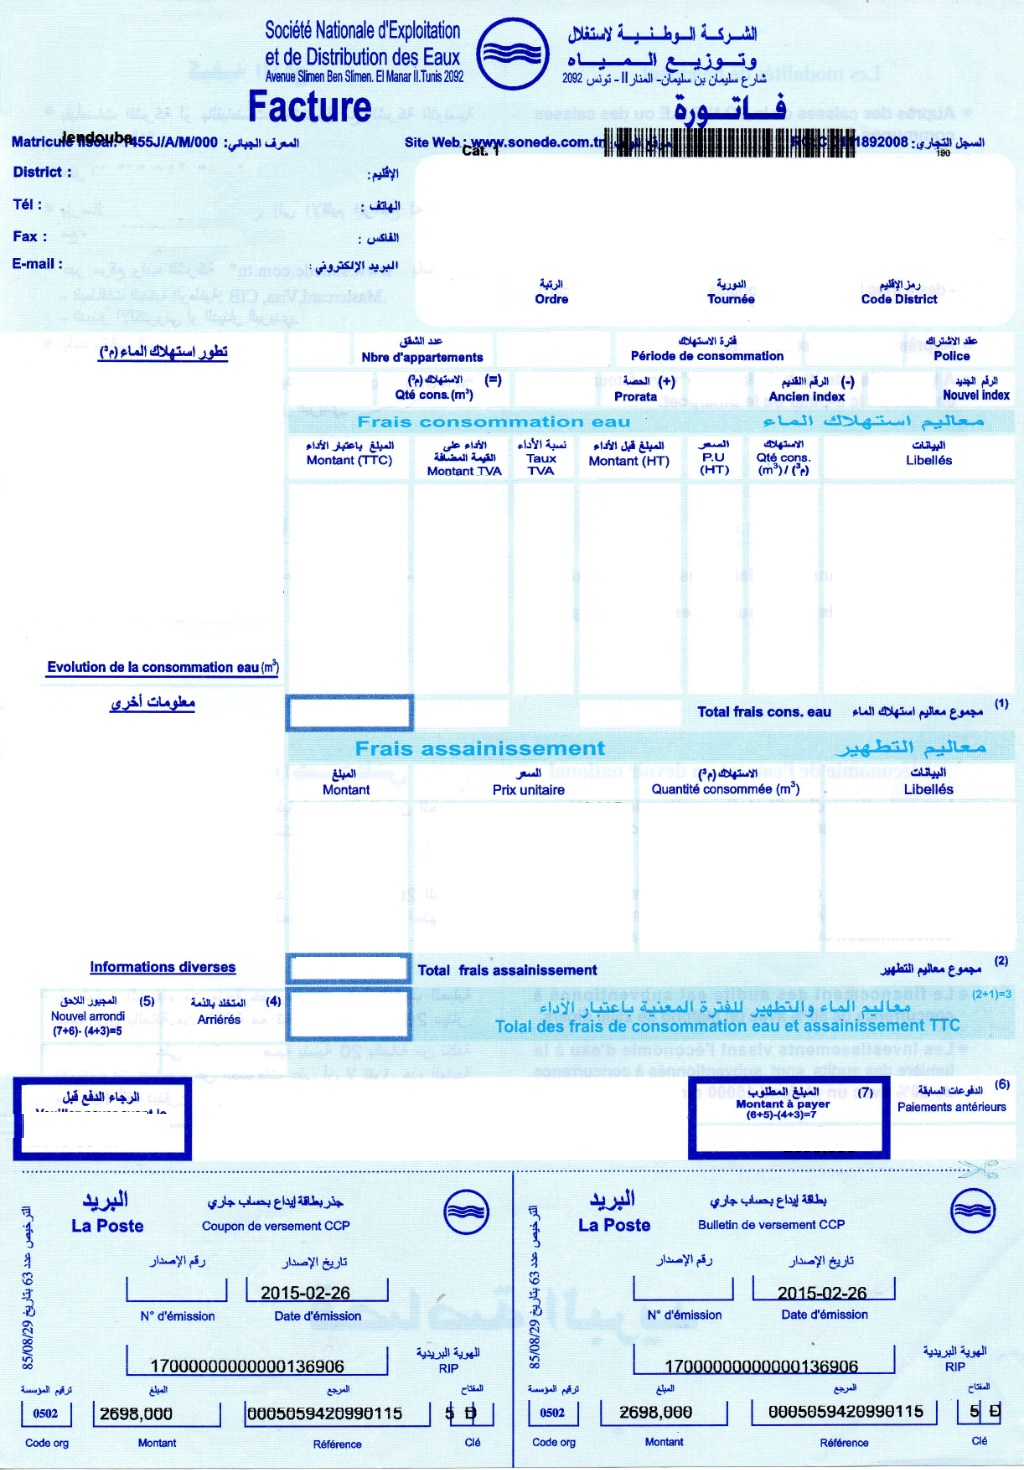 Société Nationale d'Exploitation
et de Distribution des Eaux
Avenue Slimen Ben Slimen. El Manar II.Tunis 2092
الشركة الوطنية لاستغلال
وتوزيع المياه
شارع سليمان بن سليمان- المنار II - تونس 2092
Facture
فاتورة
Jendouba
Matricule fiscal: 1455J/A/M/000 المعرف الجبائي:
Site Web : www.sonede.com.tn
Cat. 1
1892008 السجل التجاري:
190
District : الإقليم:
Tél : الهاتف :
Fax : الفاكس :
E-mail : البريد الإلكتروني :
الرتبة الدورية رمز الإقليم
Ordre Tournée Code District
تطور استهلاك الماء (م³)
عدد الشقق فترة الاستهلاك عقد الاشتراك
Nbre d'appartements Période de consommation Police
الاستهلاك (م³) (=) الحصة (+) الرقم القديم (-) الرقم الجديد
Qté cons. (m³) Prorata Ancien index Nouvel index
Frais consommation eau معاليم استهلاك الماء
المبلغ باعتبار الأداء الأداء على القيمة المضافة نسبة الأداء المبلغ قبل الأداء السعر الاستهلاك البيانات
Montant (TTC) Montant TVA Taux TVA Montant (HT) P.U (HT) Qté cons. (m³) / (م³) Libellés
Evolution de la consommation eau (m³)
معلومات أخرى
Total frais cons. eau مجموع معاليم استهلاك الماء (1)
Frais assainissement معاليم التطهير
المبلغ السعر الاستهلاك (م³) البيانات
Montant Prix unitaire Quantité consommée (m³) Libellés
Informations diverses
Total frais assainissement مجموع معاليم التطهير (2)
المجبور اللاحق (5) المتخلد بالذمة (4)
Nouvel arrondi Arriérés
(7+6)- (4+3)=5
معاليم الماء والتطهير للفترة المعنية باعتبار الأداء (2+1)=3
Tolal des frais de consommation eau et assainissement TTC
الرجاء الدفع قبل
المبلغ المطلوب (7)
Montant à payer
(6+5)-(4+3)=7
الدفوعات السابقة (6)
Paiements antérieurs
البريد
La Poste
جذر بطاقة إيداع بحساب جاري
Coupon de versement CCP
الترخيص عدد 63 بتاريخ 85/08/29
رقم الإصدار تاريخ الإصدار
2015-02-26
N° d'émission Date d'émission
17000000000000136906
الهوية البريدية
RIP
ترقيم المؤسسة المبلغ المرجع المفتاح
0502 2698,000 0005059420990115 5 D
Code org Montant Référence Clé
البريد
La Poste
بطاقة إيداع بحساب جاري
Bulletin de versement CCP
الترخيص عدد 63 بتاريخ 85/08/29
رقم الإصدار تاريخ الإصدار
2015-02-26
N° d'émission Date d'émission
17000000000000136906
الهوية البريدية
RIP
ترقيم المؤسسة المبلغ المرجع المفتاح
0502 2698,000 0005059420990115 5 D
Code org Montant Référence Clé